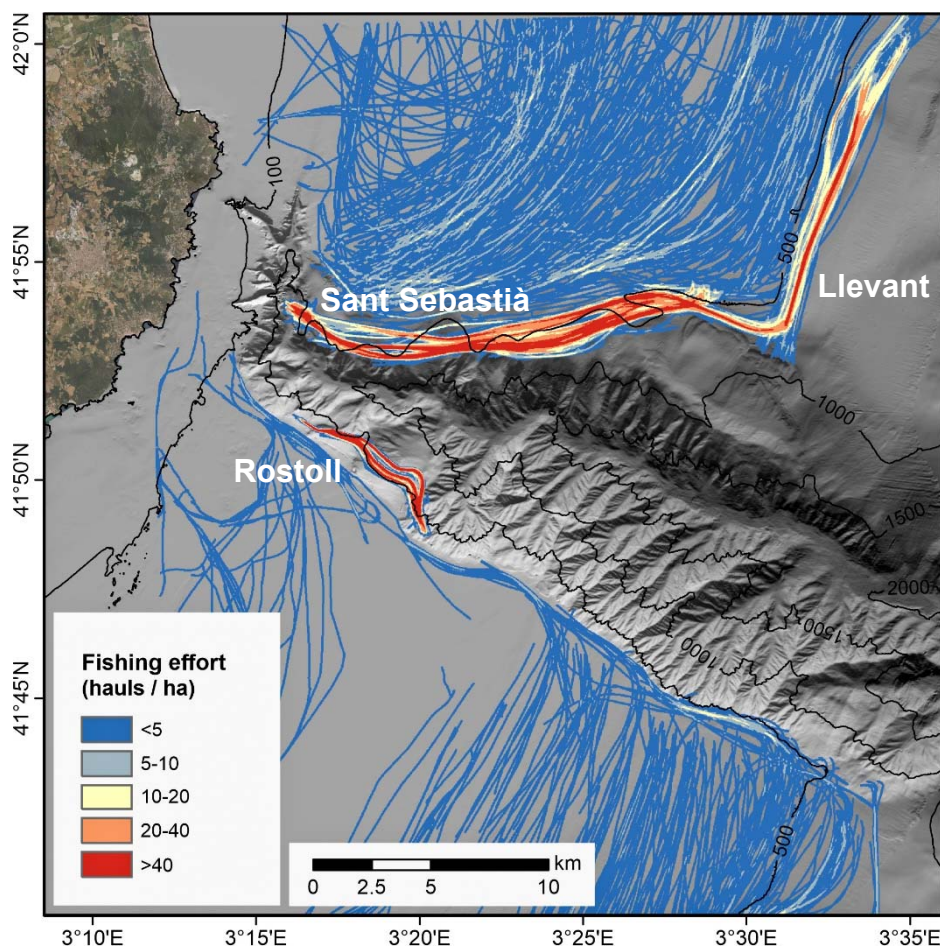 42°0'N
41°55'N
41°50'N
41°45'N
100
500
Sant Sebastià
Llevant
1000
Rostoll
1500
2000
1500
1000
500
Fishing effort
(hauls / ha)
<5
5-10
10-20
20-40
>40
km
0 2.5 5 10
3°10'E 3°15'E 3°20'E 3°25'E 3°30'E 3°35'E